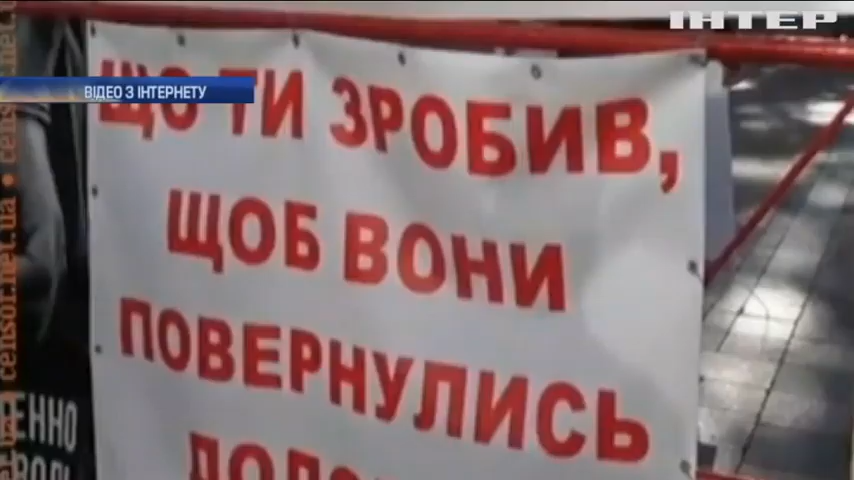 ІНТЕР
ВІДЕО З ІНТЕРНЕТУ
ЩО ТИ ЗРОБИВ,
ЩОБ ВОНИ
ПОВЕРНУЛИСЬ
censor.net.ua